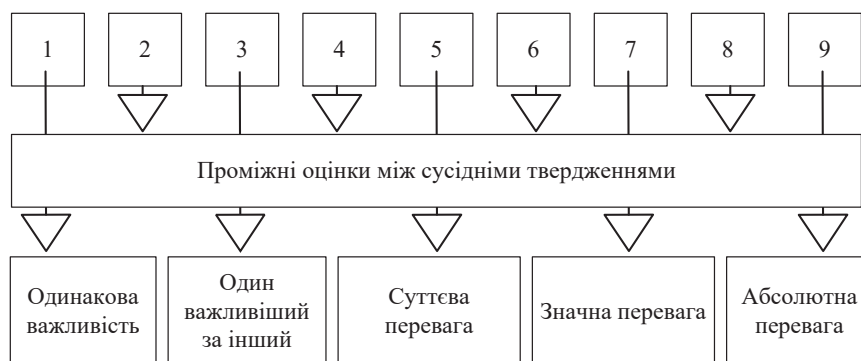 1 2 3 4 5 6 7 8 9
Проміжні оцінки між сусідніми твердженнями
Одинакова
важливість
Один
важливіший
за інший
Суттєва
перевага
Значна перевага
Абсолютна
перевага